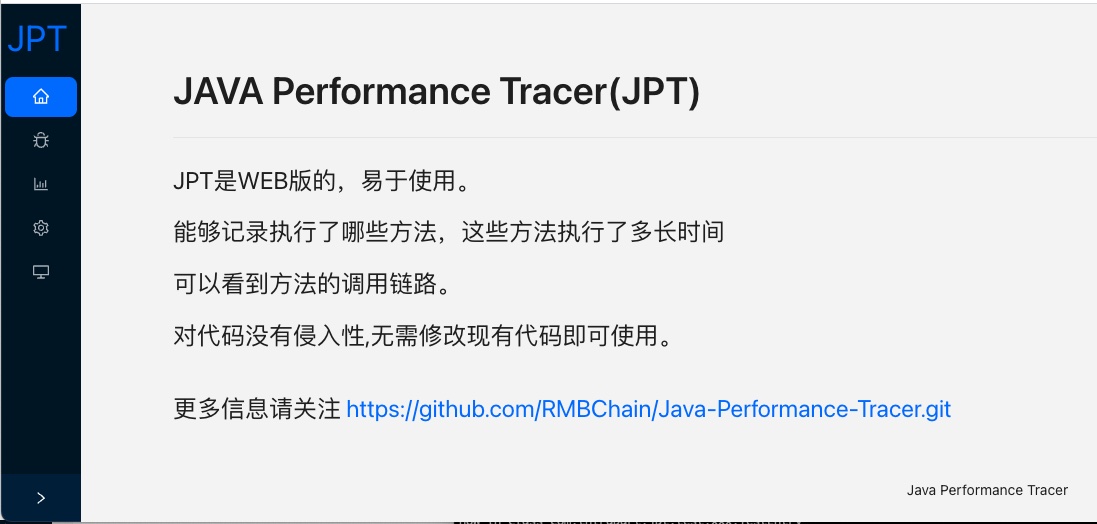 JPT
JAVA Performance Tracer(JPT)
JPT是WEB版的，易于使用。
能够记录执行了哪些方法，这些方法执行了多长时间
可以看到方法的调用链路。
对代码没有侵入性,无需修改现有代码即可使用。
更多信息请关注 https://github.com/RMBChain/Java-Performance-Tracer.git
Java Performance Tracer